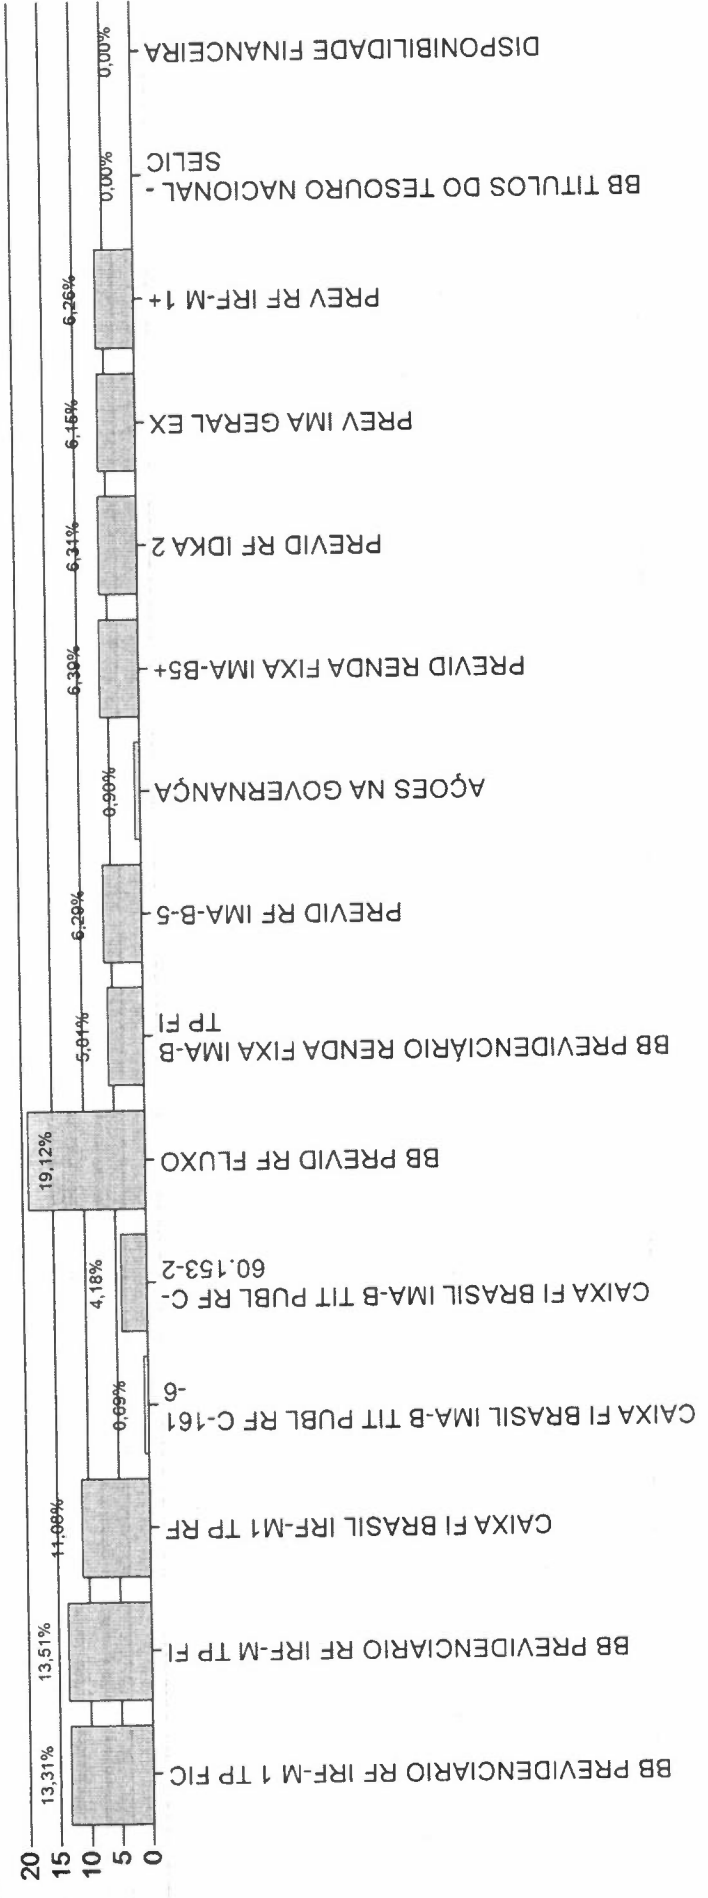 0,00%
DISPONIBILIDADE FINANCEIRA
0,00%
BB TITULOS DO TESOURO NACIONAL -
SELIC
6,26%
PREV RF IRF-M 1+
6,15%
PREV IMA GERAL EX
6,31%
PREVID RF IDKA 2
6,39%
PREVID RENDA FIXA IMA-B5+
0,90%
AÇOES NA GOVERNANÇA
6,29%
PREVID RF IMA-B-5
5,01%
BB PREVIDENCIÁRIO RENDA FIXA IMA-B
TP FI
19,12%
BB PREVID RF FLUXO
4,18%
CAIXA FI BRASIL IMA-B TIT PUBL RF C-
60.153-2
0,69%
CAIXA FI BRASIL IMA-B TIT PUBL RF C-161
-6
11,08%
CAIXA FI BRASIL IRF-M1 TP RF
13,51%
BB PREVIDENCIARIO RF IRF-M TP FI
13,31%
BB PREVIDENCIARIO RF IRF-M 1 TP FIC
20
15
10
5
0